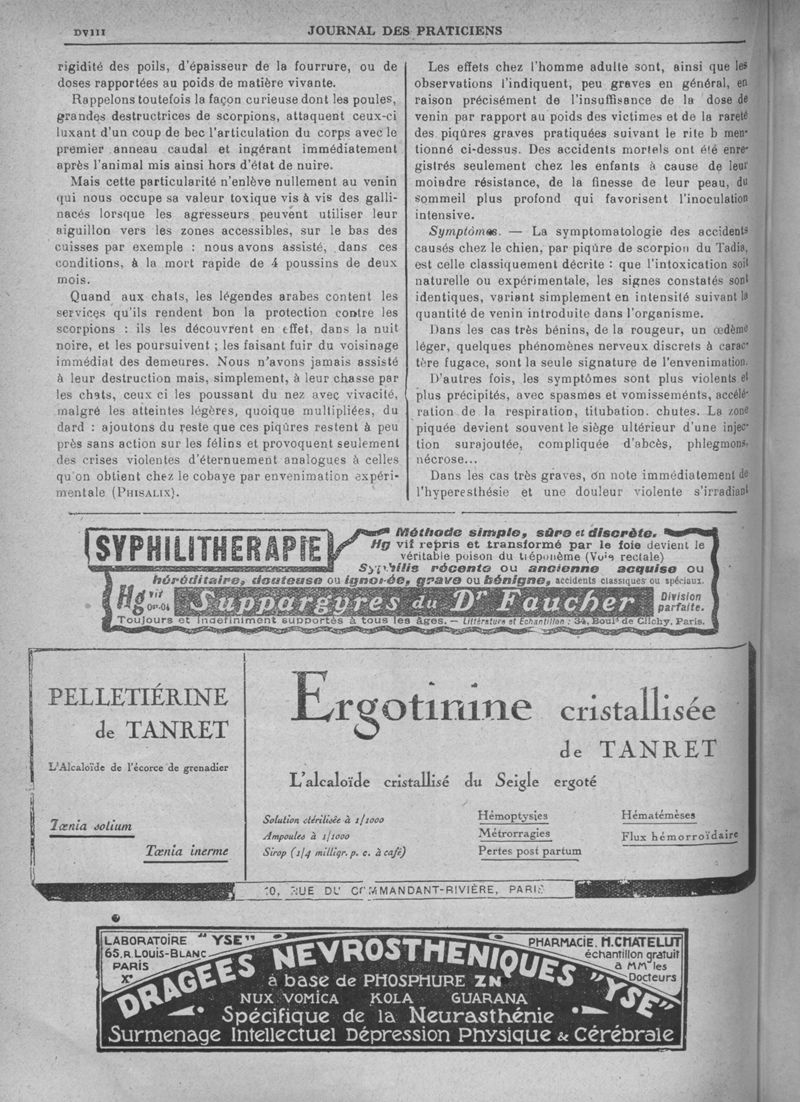 DVIII
JOURNAL DES PRATICIENS
rigidité des poils, d'épaisseur de la fourrure, ou de
doses rapportées au poids de matière vivante.
Rappelons toutefois la façon curieuse dont les poules,
grandes destructrices de scorpions, attaquent ceux-ci
luxant d'un coup de bec l'articulation du corps avec le
premier anneau caudal et ingérant immédiatement
après l'animal mis ainsi hors d'état de nuire.
Mais cette particularité n'enlève nullement au venin
qui nous occupe sa valeur toxique vis à vis des galli-
nacés lorsque les agresseurs peuvent utiliser leur
aiguillon vers les zones accessibles, sur le bas des
cuisses par exemple : nous avons assisté, dans ces
conditions, à la mort rapide de 4 poussins de deux
mois.
Quand aux chats, les légendes arabes content les
services qu'ils rendent bon la protection contre les
scorpions : ils les découvrent en effet, dans la nuit
noire, et les poursuivent ; les faisant fuir du voisinage
immédiat des demeures. Nous n'avons jamais assisté
à leur destruction mais, simplement, à leur chasse par
les chats, ceux ci les poussant du nez avec vivacité,
malgré les atteintes légères, quoique multipliées, du
dard : ajoutons du reste que ces piqûres restent à peu
près sans action sur les félins et provoquent seulement
des crises violentes d'éternuement analogues à celles
qu'on obtient chez le cobaye par envenimation expéri-
mentale (PHISALIX).
Les effets chez l'homme adulte sont, ainsi que les
observations l'indiquent, peu graves en général, en
raison précisément de l'insuffisance de la dose de
venin par rapport au poids des victimes et de la rareté
des piqûres graves pratiquées suivant le rite b men-
tionné ci-dessus. Des accidents mortels ont été enre-
gistrés seulement chez les enfants à cause de leur
moindre résistance, de la finesse de leur peau, du
sommeil plus profond qui favorisent l'inoculation
intensive.
Symptômes. — La symptomatologie des accidents
causés chez le chien, par piqûre de scorpion du Tadla,
est celle classiquement décrite : que l'intoxication soit
naturelle ou expérimentale, les signes constatés sont
identiques, variant simplement en intensité suivant la
quantité de venin introduite dans l'organisme.
Dans les cas très bénins, de la rougeur, un œdème
léger, quelques phénomènes nerveux discrets à carac-
tère fugace, sont la seule signature de l'envenimation.
D'autres fois, les symptômes sont plus violents et
plus précipités, avec spasmes et vomissements, accélé-
ration de la respiration, titubation. chutes. La zone
piquée devient souvent le siège ultérieur d'une injec-
tion surajoutée, compliquée d'abcès, phlegmons,
nécrose...
Dans les cas très graves, on note immédiatement de
l'hyperesthésie et une douleur violente s'irradiant
SYPHILITHERAPIE
Méthode simple, sûre et discrète.
Hg vif repris et transformé par le foie devient le
véritable poison du tréponème (Voie rectale)
Syphilis récente ou ancienne acquise ou
héréditaire, douteuse ou ignorée, grave ou bénigne, accidents classiques ou spéciaux.
Hg vif 0gr.04 Suppargyres du Dr Faucher Division parfaite.
Toujours et indéfiniment supportés à tous les âges. — Littérature et Echantillon : 34, Bould de Clichy. Paris.
PELLETIÉRINE
de TANRET
L'Alcaloïde de l'écorce de grenadier
Tœnia solium
Tœnia inerme
Ergotinine cristallisée
de TANRET
L'alcaloïde cristallisé du Seigle ergoté
Solution stérilisée à 1/1000
Ampoules à 1/1000
Sirop (1/4 milligr. p. c. à café)
Hémoptysies
Métrorragies
Pertes post partum
Hématémèses
Flux hémorroïdaire
RUE DU COMMANDANT-RIVIÈRE, PARIS
LABORATOIRE "YSE"
65, R. LOUIS-BLANC
PARIS
Xe
PHARMACIE. M. CHATELUT
échantillon gratuit
à MM les
Docteurs
DRAGÉES NEVROSTHENIQUES "YSE"
à base de PHOSPHURE ZN
NUX VOMICA KOLA GUARANA
Spécifique de la Neurasthénie
Surmenage Intellectuel Dépression Physique & Cérébrale